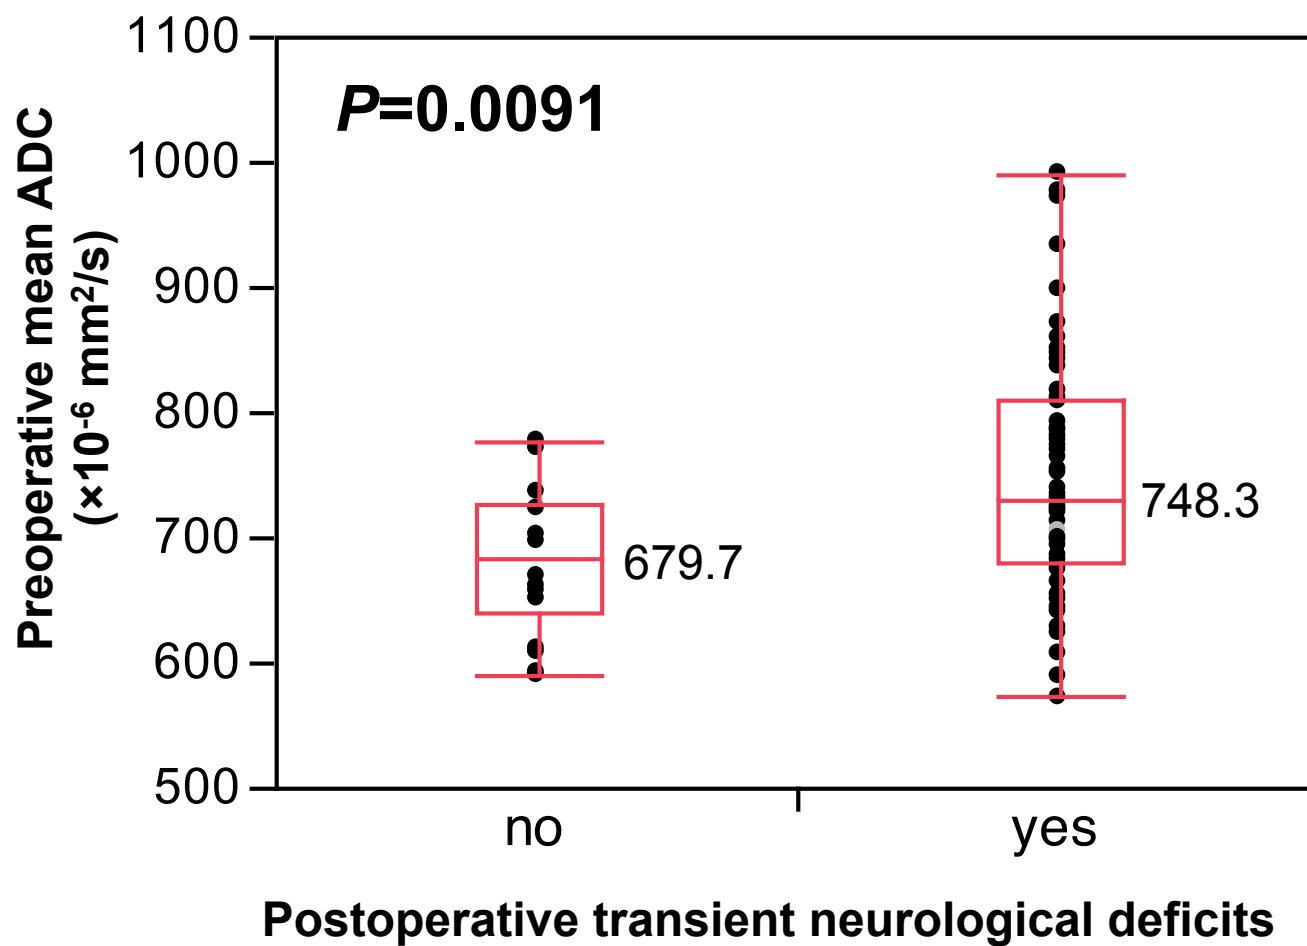 Preoperative mean ADC
(×10⁻⁶ mm²/s)
1100
1000
900
800
700
600
500
P=0.0091
679.7
748.3
no
yes
Postoperative transient neurological deficits